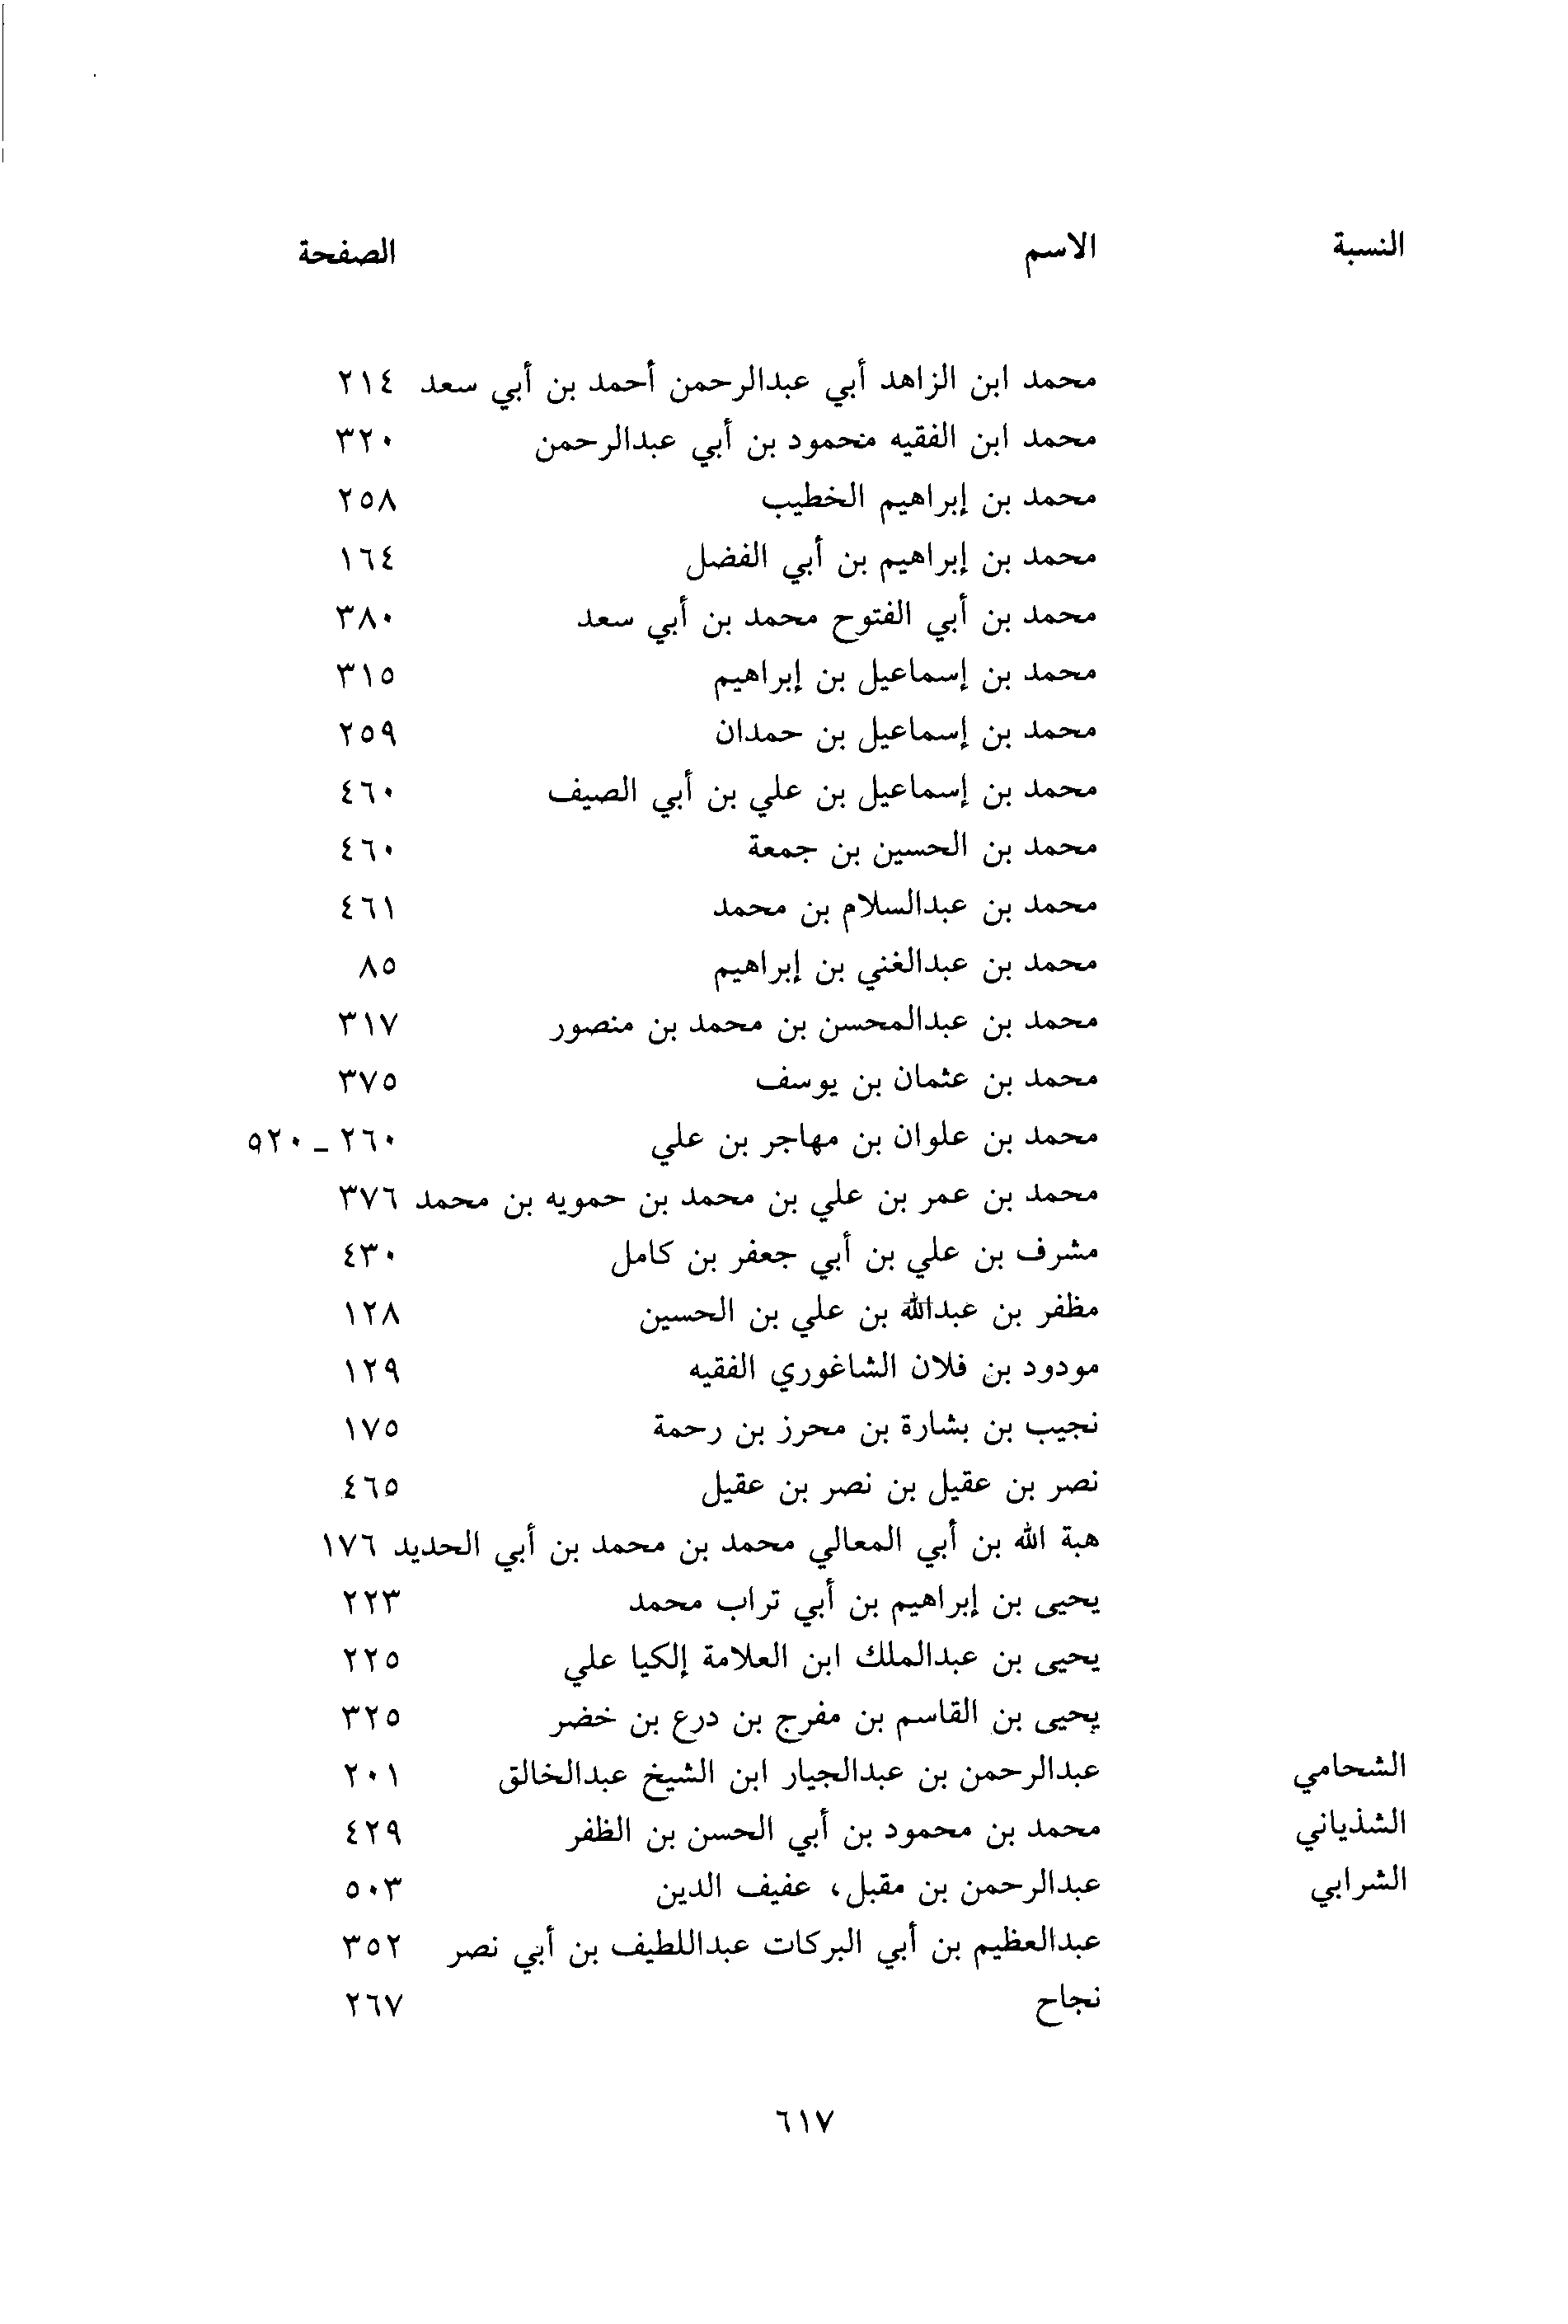 النسبة الاسم الصفحة
محمد ابن الزاهد أبي عبدالرحمن أحمد بن أبي سعد ٢١٤
محمد ابن الفقيه محمود بن أبي عبدالرحمن ٣٢٠
محمد بن إبراهيم الخطيب ٢٥٨
محمد بن إبراهيم بن أبي الفضل ١٦٤
محمد بن أبي الفتوح محمد بن أبي سعد ٣٨٠
محمد بن إسماعيل بن إبراهيم ٣١٥
محمد بن إسماعيل بن حمدان ٢٥٩
محمد بن إسماعيل بن علي بن أبي الصيف ٤٦٠
محمد بن الحسين بن جمعة ٤٦٠
محمد بن عبدالسلام بن محمد ٤٦١
محمد بن عبدالغني بن إبراهيم ٨٥
محمد بن عبدالمحسن بن محمد بن منصور ٣١٧
محمد بن عثمان بن يوسف ٣٧٥
محمد بن علوان بن مهاجر بن علي ٢٦٠ - ٥٢٠
محمد بن عمر بن علي بن محمد بن حمويه بن محمد ٣٧٦
مشرف بن علي بن أبي جعفر بن كامل ٤٣٠
مظفر بن عبدالله بن علي بن الحسين ١٢٨
مودود بن فلان الشاغوري الفقيه ١٢٩
نجيب بن بشارة بن محرز بن رحمة ١٧٥
نصر بن عقيل بن نصر بن عقيل ٤٦٥
هبة الله بن أبي المعالي محمد بن محمد بن أبي الحديد ١٧٦
يحيى بن إبراهيم بن أبي تراب محمد ٢٢٣
يحيى بن عبدالملك ابن العلامة إلكيا علي ٢٢٥
يحيى بن القاسم بن مفرج بن درع بن خضر ٣٢٥
الشحامي عبدالرحمن بن عبدالجيار ابن الشيخ عبدالخالق ٢٠١
الشذياني محمد بن محمود بن أبي الحسن بن الظفر ٤٢٩
الشرابي عبدالرحمن بن مقبل، عفيف الدين ٥٠٣
عبدالعظيم بن أبي البركات عبداللطيف بن أبي نصر ٣٥٢
نجاح ٢٦٧
٦١٧